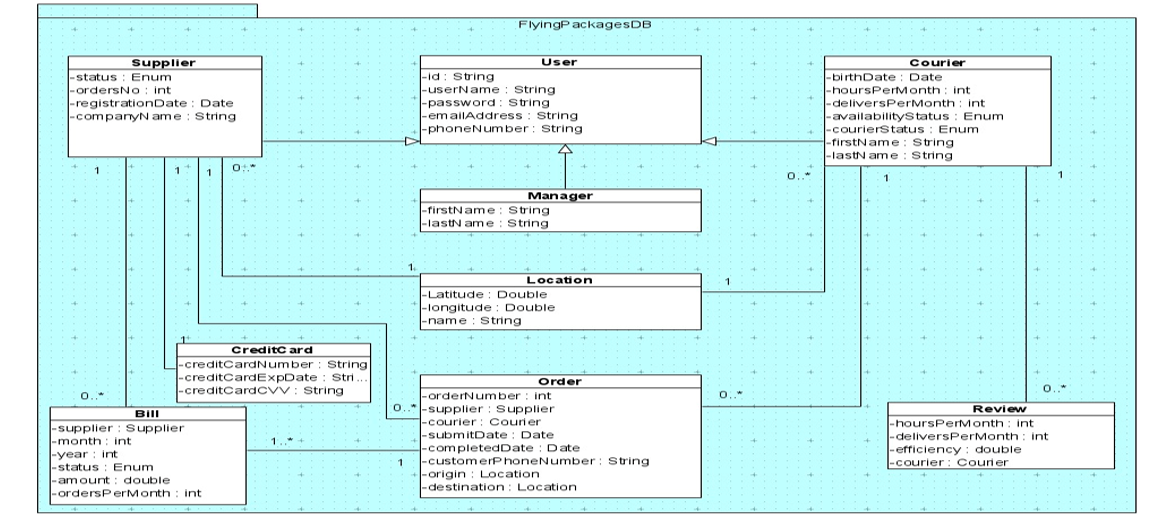 FlyingPackagesDB
Supplier
-status : Enum
-ordersNo : int
-registrationDate : Date
-companyName : String
User
-id : String
-userName : String
-password : String
-emailAddress : String
-phoneNumber : String
Courier
-birthDate : Date
-hoursPerMonth : int
-deliversPerMonth : int
-availabilityStatus : Enum
-courierStatus : Enum
-firstName : String
-lastName : String
1
1
1
0..*
0..*
1
1
Manager
-firstName : String
-lastName : String
1
1
Location
-Latitude : Double
-longitude : Double
-name : String
1
CreditCard
-creditCardNumber : String
-creditCardExpDate : Stri...
-creditCardCVV : String
0..*
0..*
0..*
0..*
Order
-orderNumber : int
-supplier : Supplier
-courier : Courier
-submitDate : Date
-completedDate : Date
-customerPhoneNumber : String
-origin : Location
-destination : Location
Bill
-supplier : Supplier
-month : int
-year : int
-status : Enum
-amount : double
-ordersPerMonth : int
1..*
1
Review
-hoursPerMonth : int
-deliversPerMonth : int
-efficiency : double
-courier : Courier